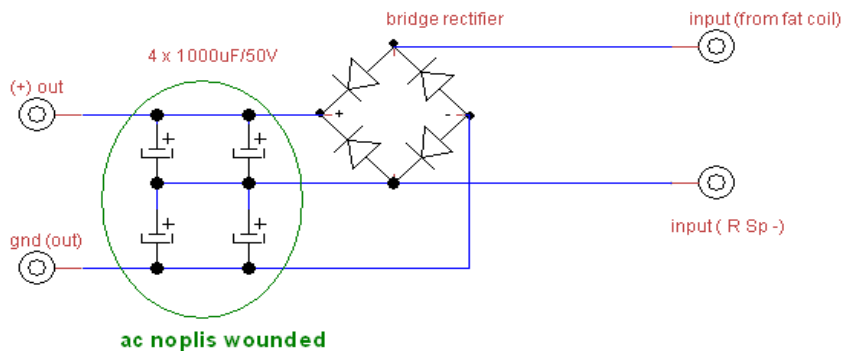 bridge rectifier
input (from fat coil)
4 x 1000uF/50V
(+) out
+
-
+
+
+
+
input ( R Sp -)
gnd (out)
ac noplis wounded